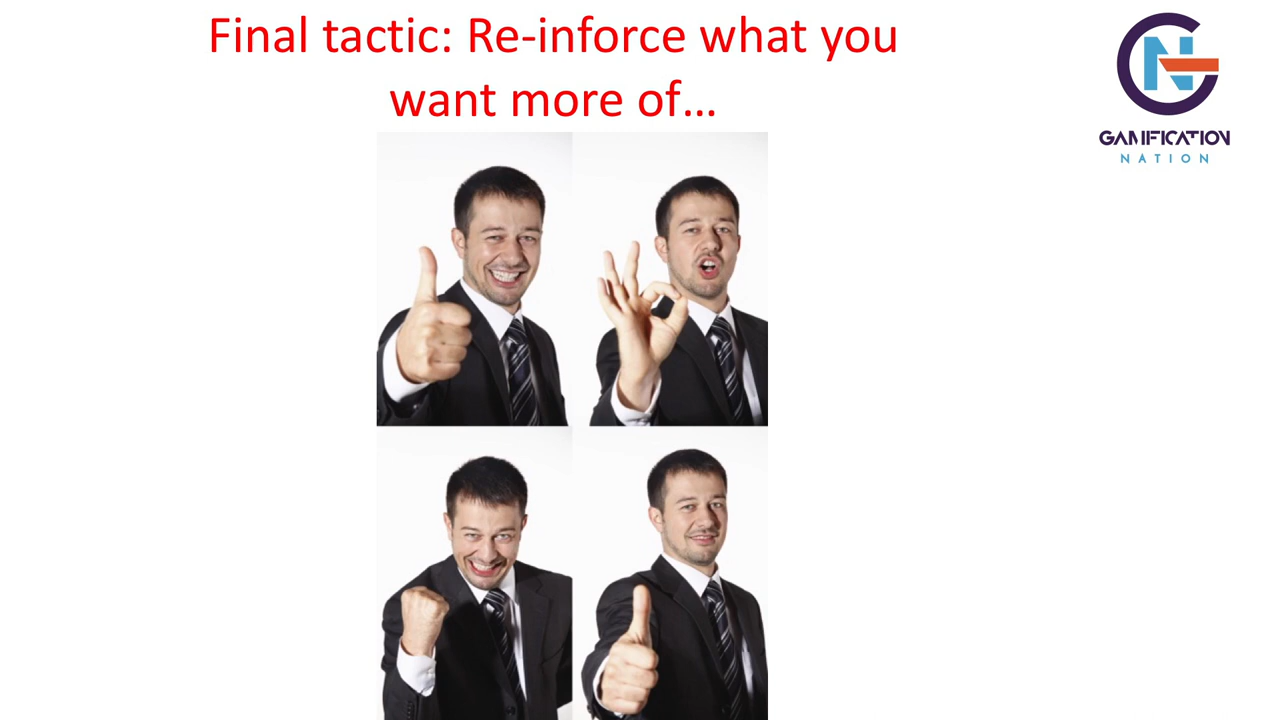 Final tactic: Re-inforce what you
want more of...
GAMIFICATION
NATION